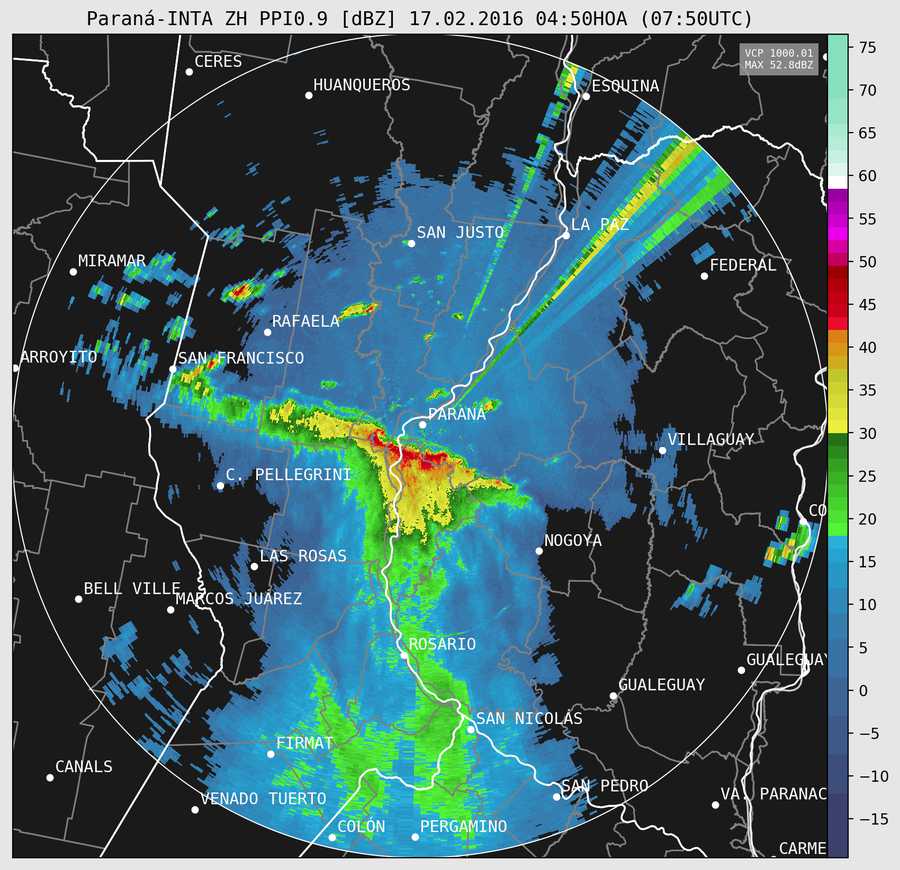 Paraná-INTA ZH PPI0.9 [dBZ] 17.02.2016 04:50HOA (07:50UTC)
VCP 1000.01
MAX 52.8dBZ
CERES
HUANQUEROS
ESQUINA
SAN JUSTO
LA PAZ
MIRAMAR
FEDERAL
RAFAELA
ARROYITO
SAN FRANCISCO
PARANÁ
VILLAGUAY
C. PELLEGRINI
CO
NOGOYA
LAS ROSAS
BELL VILLE
MARCOS JUÁREZ
ROSARIO
GUALEGUAY
GUALEGUAY
SAN NICOLÁS
FIRMAT
CANALS
SAN PEDRO
VENADO TUERTO
VA. PARANAC
COLÓN
PERGAMINO
CARME
75
70
65
60
55
50
45
40
35
30
25
20
15
10
5
0
−5
−10
−15